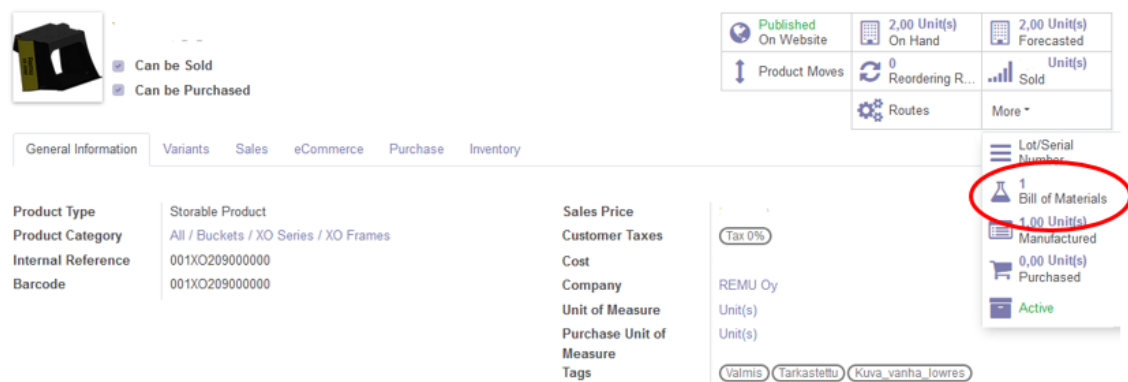 Can be Sold
Can be Purchased
Published
On Website
2,00 Unit(s)
On Hand
2,00 Unit(s)
Forecasted
Product Moves
0
Reordering R...
Unit(s)
Sold
Routes
More
General Information Variants Sales eCommerce Purchase Inventory
Lot/Serial
Number
1
Bill of Materials
1,00 Unit(s)
Manufactured
0,00 Unit(s)
Purchased
Active
Product Type Storable Product
Product Category All / Buckets / XO Series / XO Frames
Internal Reference 001XO209000000
Barcode 001XO209000000
Sales Price
Customer Taxes Tax 0%
Cost
Company REMU Oy
Unit of Measure Unit(s)
Purchase Unit of Unit(s)
Measure
Tags Valmis Tarkastettu Kuva_vanha_lowres